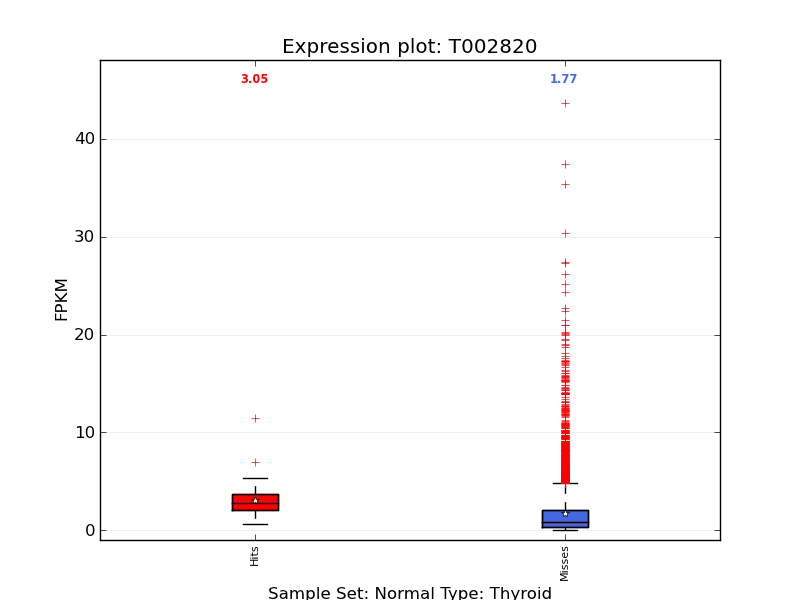 Expression plot: T002820
3.05 1.77
40
30
20
10
0
FPKM
Hits Misses
Sample Set: Normal Type: Thyroid